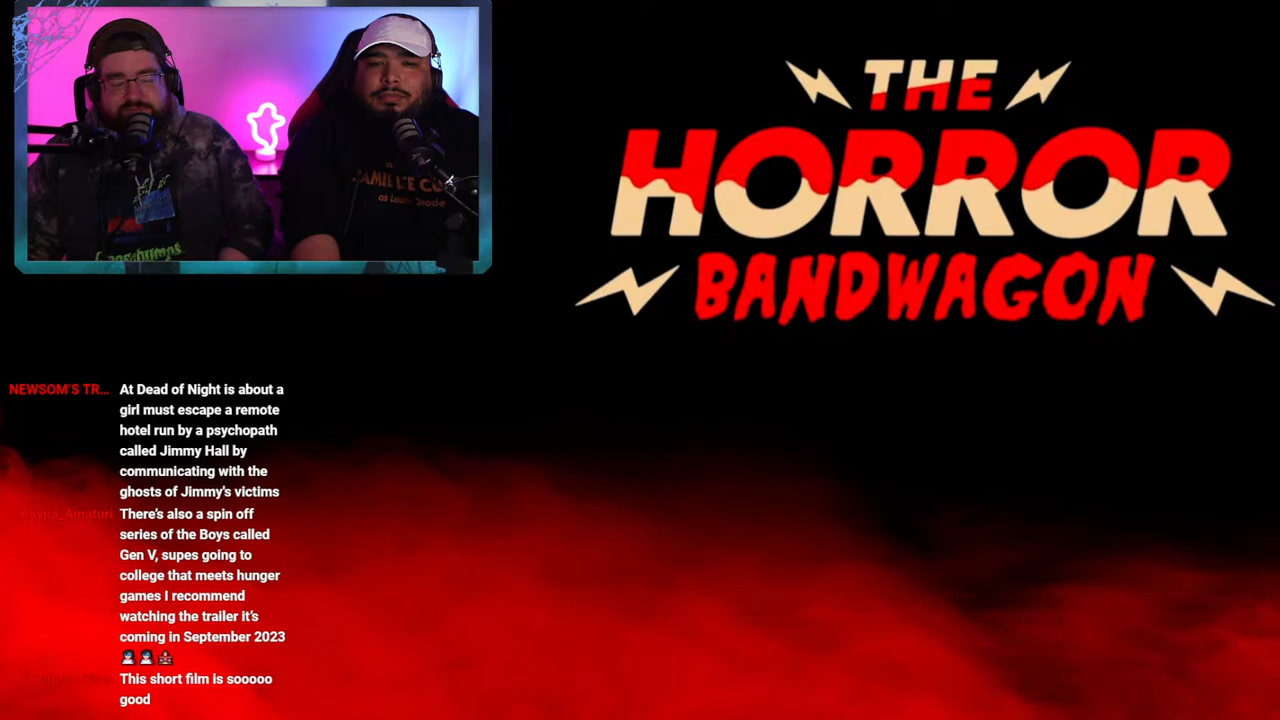 THE
HORROR
BANDWAGON
Goosebumps
NEWSOM'S TR...
At Dead of Night is about a
girl must escape a remote
hotel run by a psychopath
called Jimmy Hall by
communicating with the
ghosts of Jimmy's victims
Reyna_Amaturi
There's also a spin off
series of the Boys called
Gen V, supes going to
college that meets hunger
games I recommend
watching the trailer it's
coming in September 2023
This short film is sooooo
good